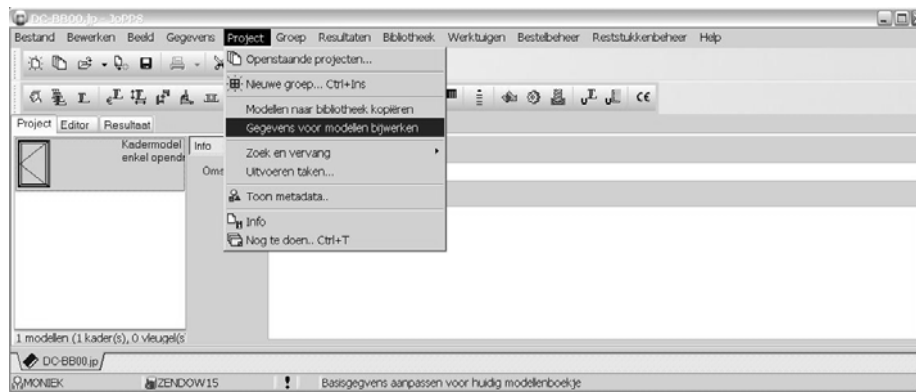 DC-BB00.jp - JoPPS
Bestand Bewerken Beeld Gegevens Project Groep Resultaten Bibliotheek Werktuigen Bestelbeheer Reststukkenbeheer Help
Openstaande projecten...
Nieuwe groep... Ctrl+Ins
Modellen naar bibliotheek kopiëren
Gegevens voor modellen bijwerken
Zoek en vervang
Uitvoeren taken...
Toon metadata..
Info
Nog te doen.. Ctrl+T
Project Editor Resultaat
Kadermodel
enkel opend
Info
Oms
1 modellen (1 kader(s), 0 vleugel(s
DC-BB00.jp
MONIEK ZENDOW15 Basisgegvens aanpassen voor huidig modellenboekje